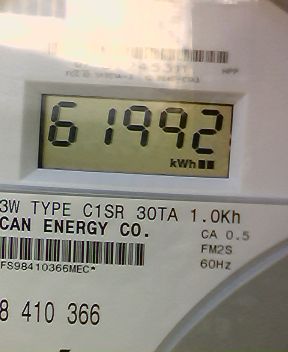 61992
kWh
3W TYPE C1SR 30TA 1.0Kh
CAN ENERGY CO.
CA 0.5
FM2S
FS98410366MEC*
60Hz
8 410 366